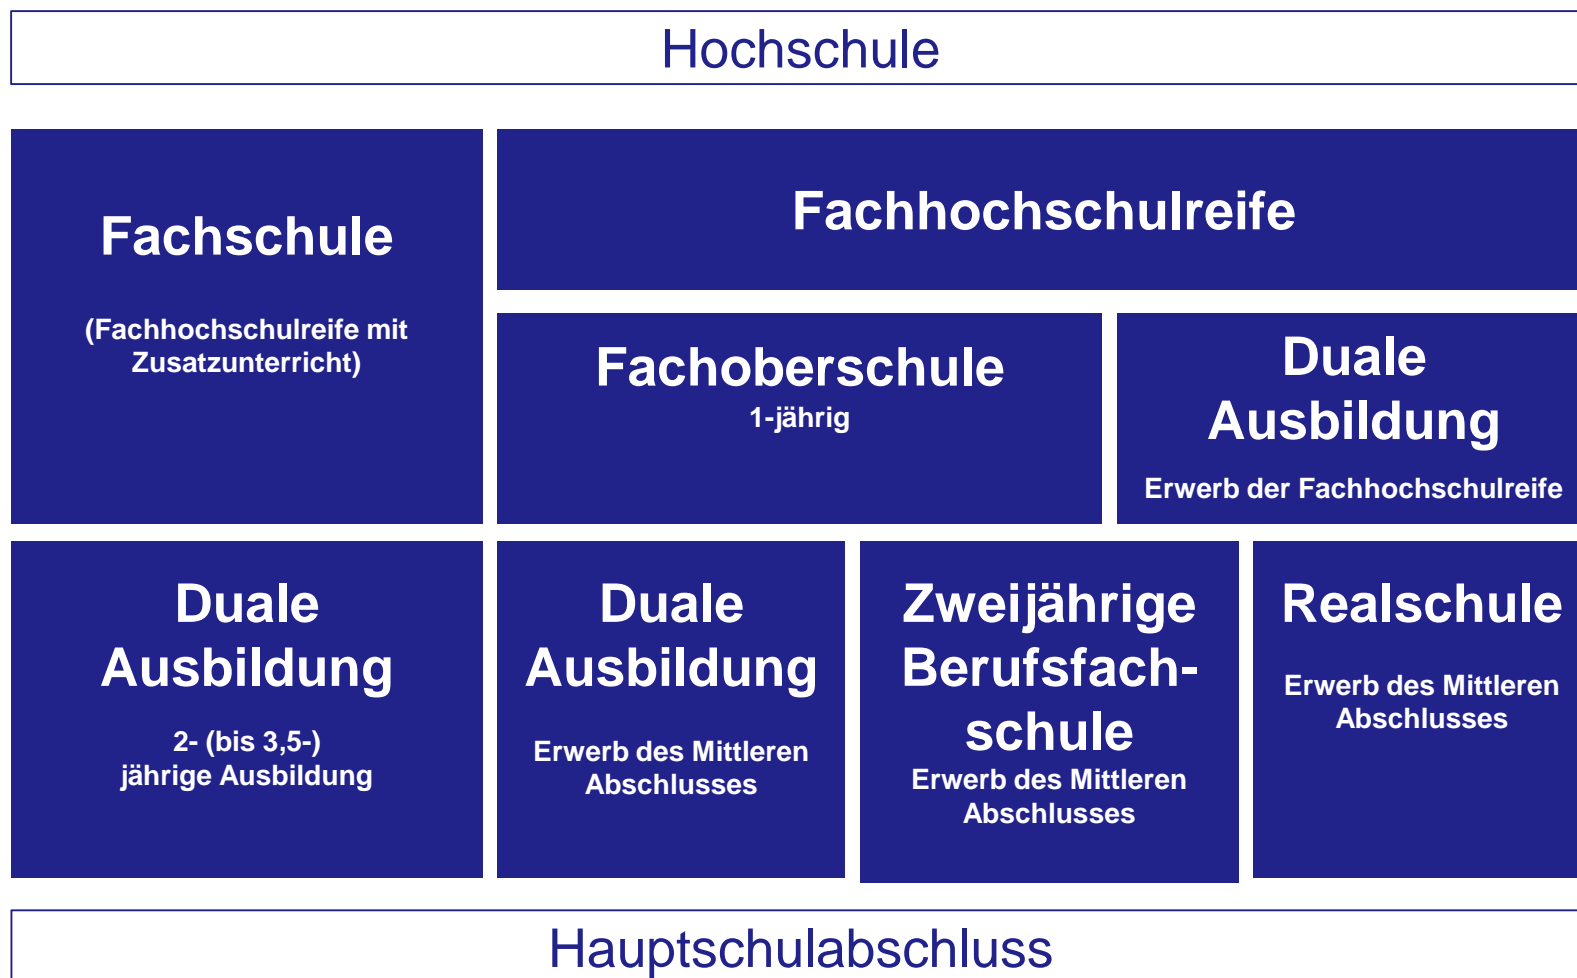 Hochschule
Fachschule
(Fachhochschulreife mit
Zusatzunterricht)
Fachhochschulreife
Fachoberschule
1-jährig
Duale
Ausbildung
Erwerb der Fachhochschulreife
Duale
Ausbildung
2- (bis 3,5-)
jährige Ausbildung
Duale
Ausbildung
Erwerb des Mittleren
Abschlusses
Zweijährige
Berufsfach-
schule
Erwerb des Mittleren
Abschlusses
Realschule
Erwerb des Mittleren
Abschlusses
Hauptschulabschluss